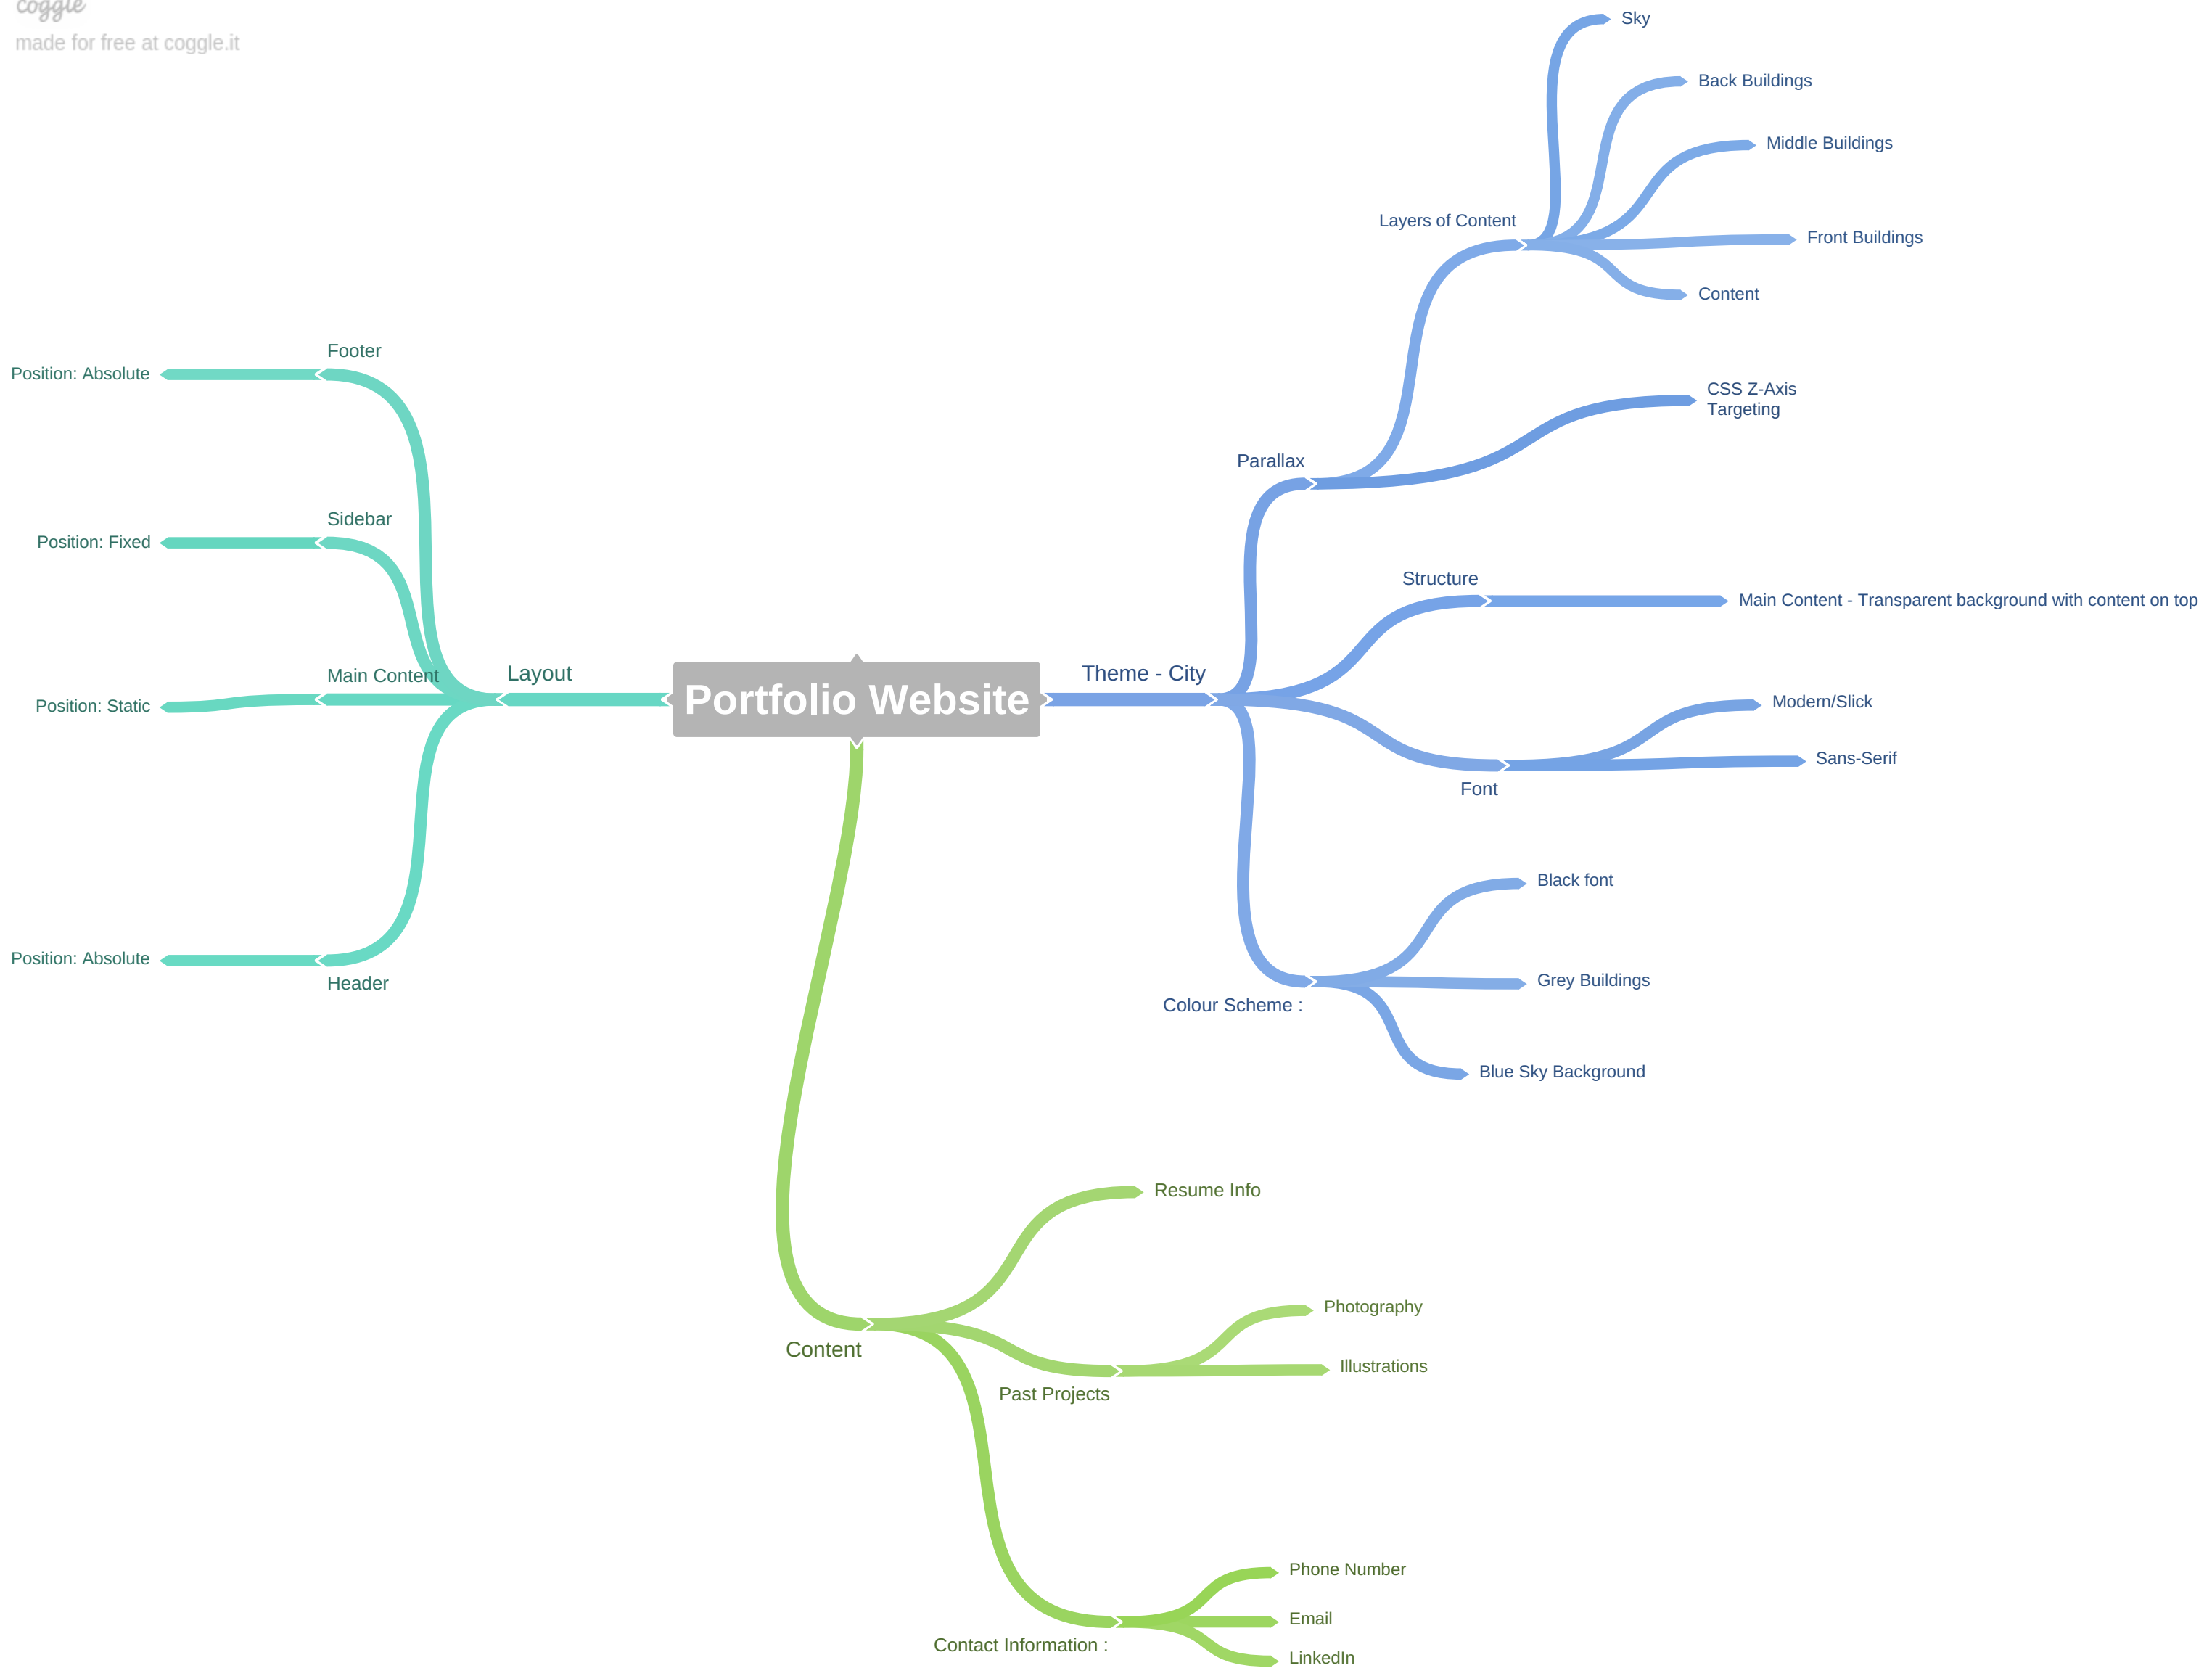 coggle
made for free at coggle.it
Sky
Back Buildings
Middle Buildings
Layers of Content
Front Buildings
Content
Footer
Position: Absolute
CSS Z-Axis
Targeting
Parallax
Sidebar
Position: Fixed
Structure
Main Content - Transparent background with content on top
Main Content
Position: Static
Layout
Portfolio Website
Theme - City
Modern/Slick
Sans-Serif
Font
Black font
Position: Absolute
Header
Grey Buildings
Colour Scheme :
Blue Sky Background
Resume Info
Photography
Content
Illustrations
Past Projects
Phone Number
Email
Contact Information :
LinkedIn